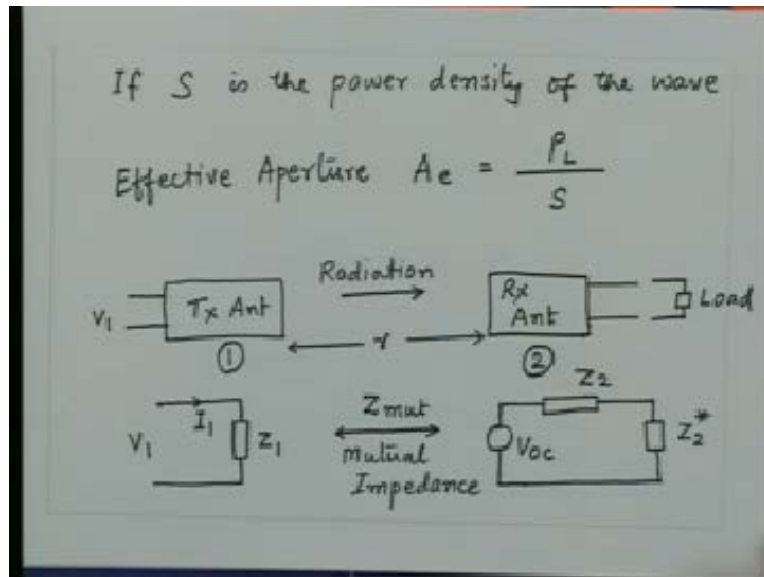 If S is the power density of the wave
Effective Aperture Ae = PL / S
Radiation
V1 Tx Ant Rx Ant Load
① r ②
V1 I1 Z1 Zmut Voc Z2 Z2*
Mutual
Impedance